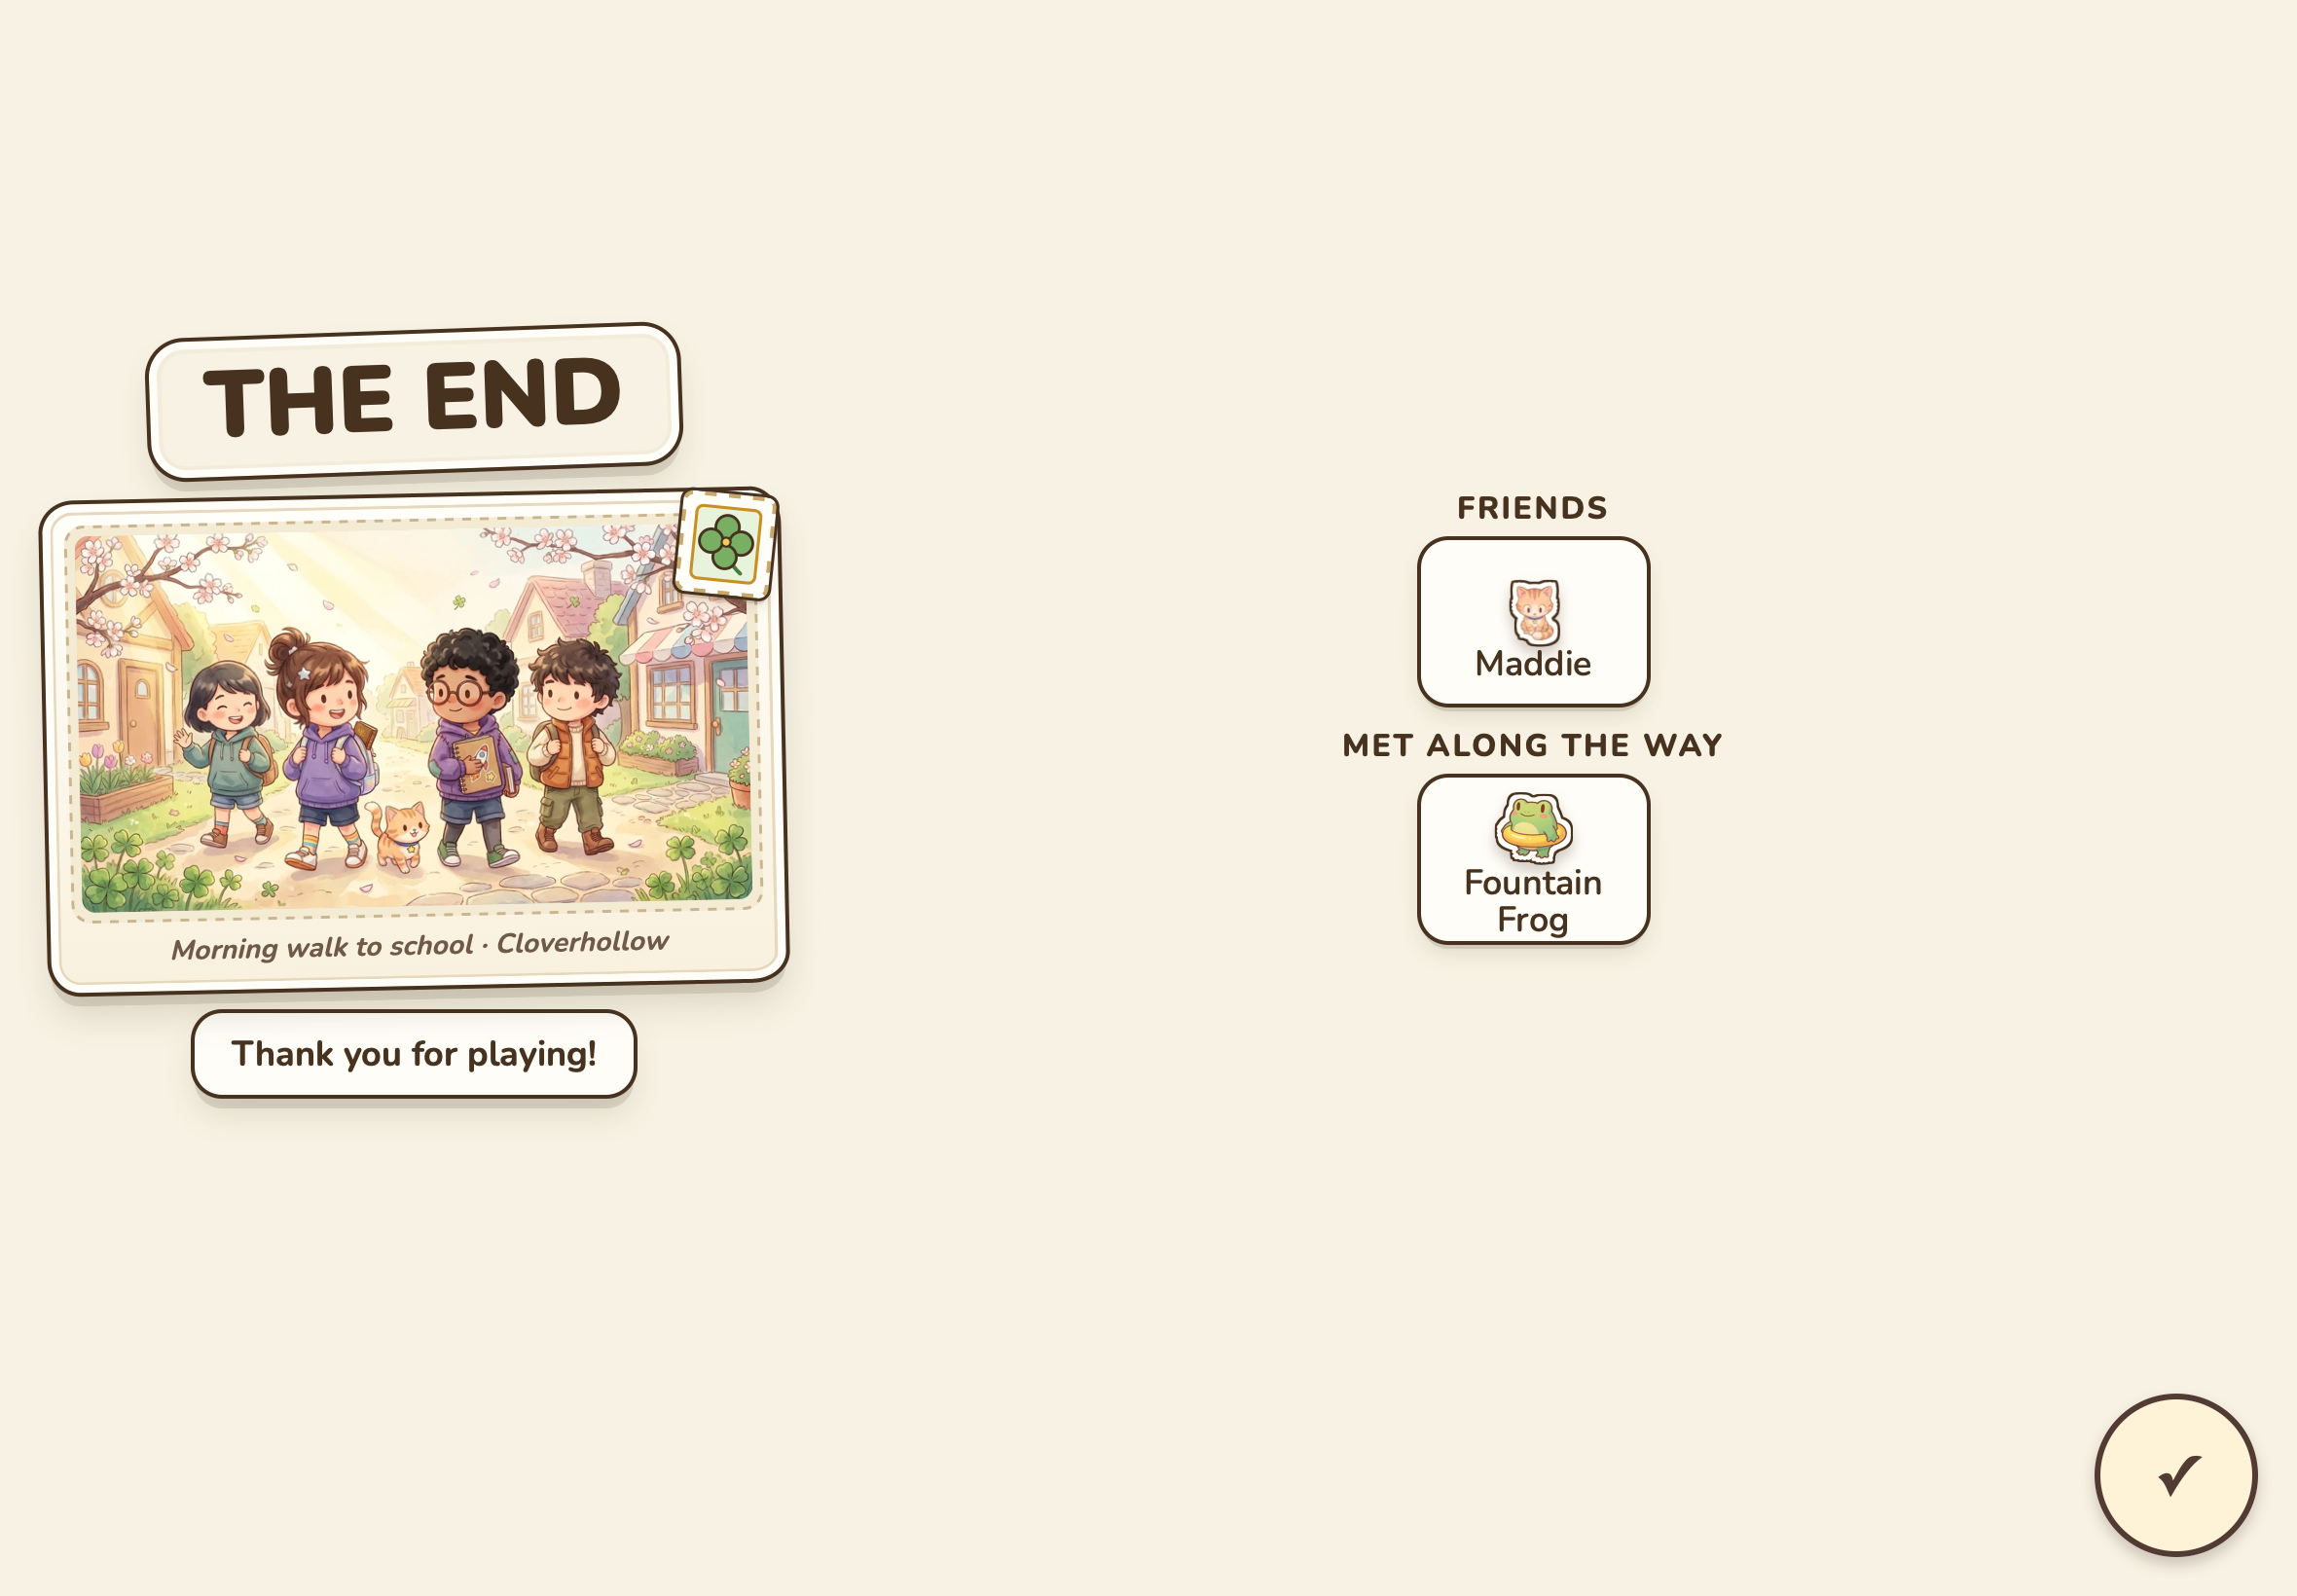 THE END
Morning walk to school · Cloverhollow
Thank you for playing!
FRIENDS
Maddie
MET ALONG THE WAY
Fountain
Frog